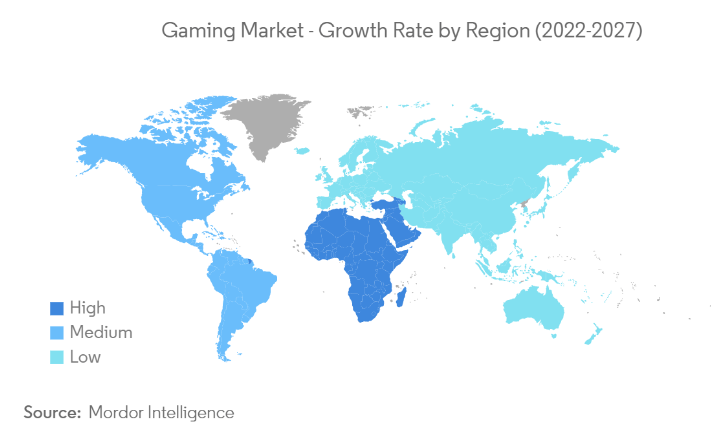 Gaming Market - Growth Rate by Region (2022-2027)
High
Medium
Low
Source: Mordor Intelligence